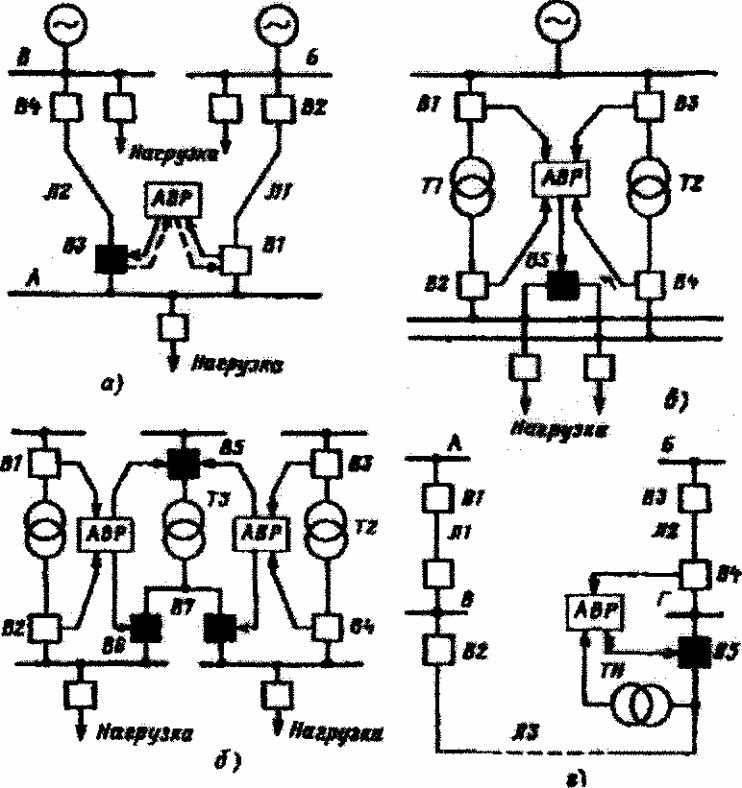 В Б
В4 В2
Нагрузка
Л2 Л1
АВР
В3 В1
А
Нагрузка
а)
В1 В3
Т1 АВР Т2
В5
В2 В4
Нагрузка
в)
В1 В5 В3
Т3
АВР АВР Т2
В7
В2 В6 В4
Нагрузка Нагрузка
б)
А Б
В1 В3
Л1 Л2
В4
В АВР Г
В2 В5
ТН
Л3
г)